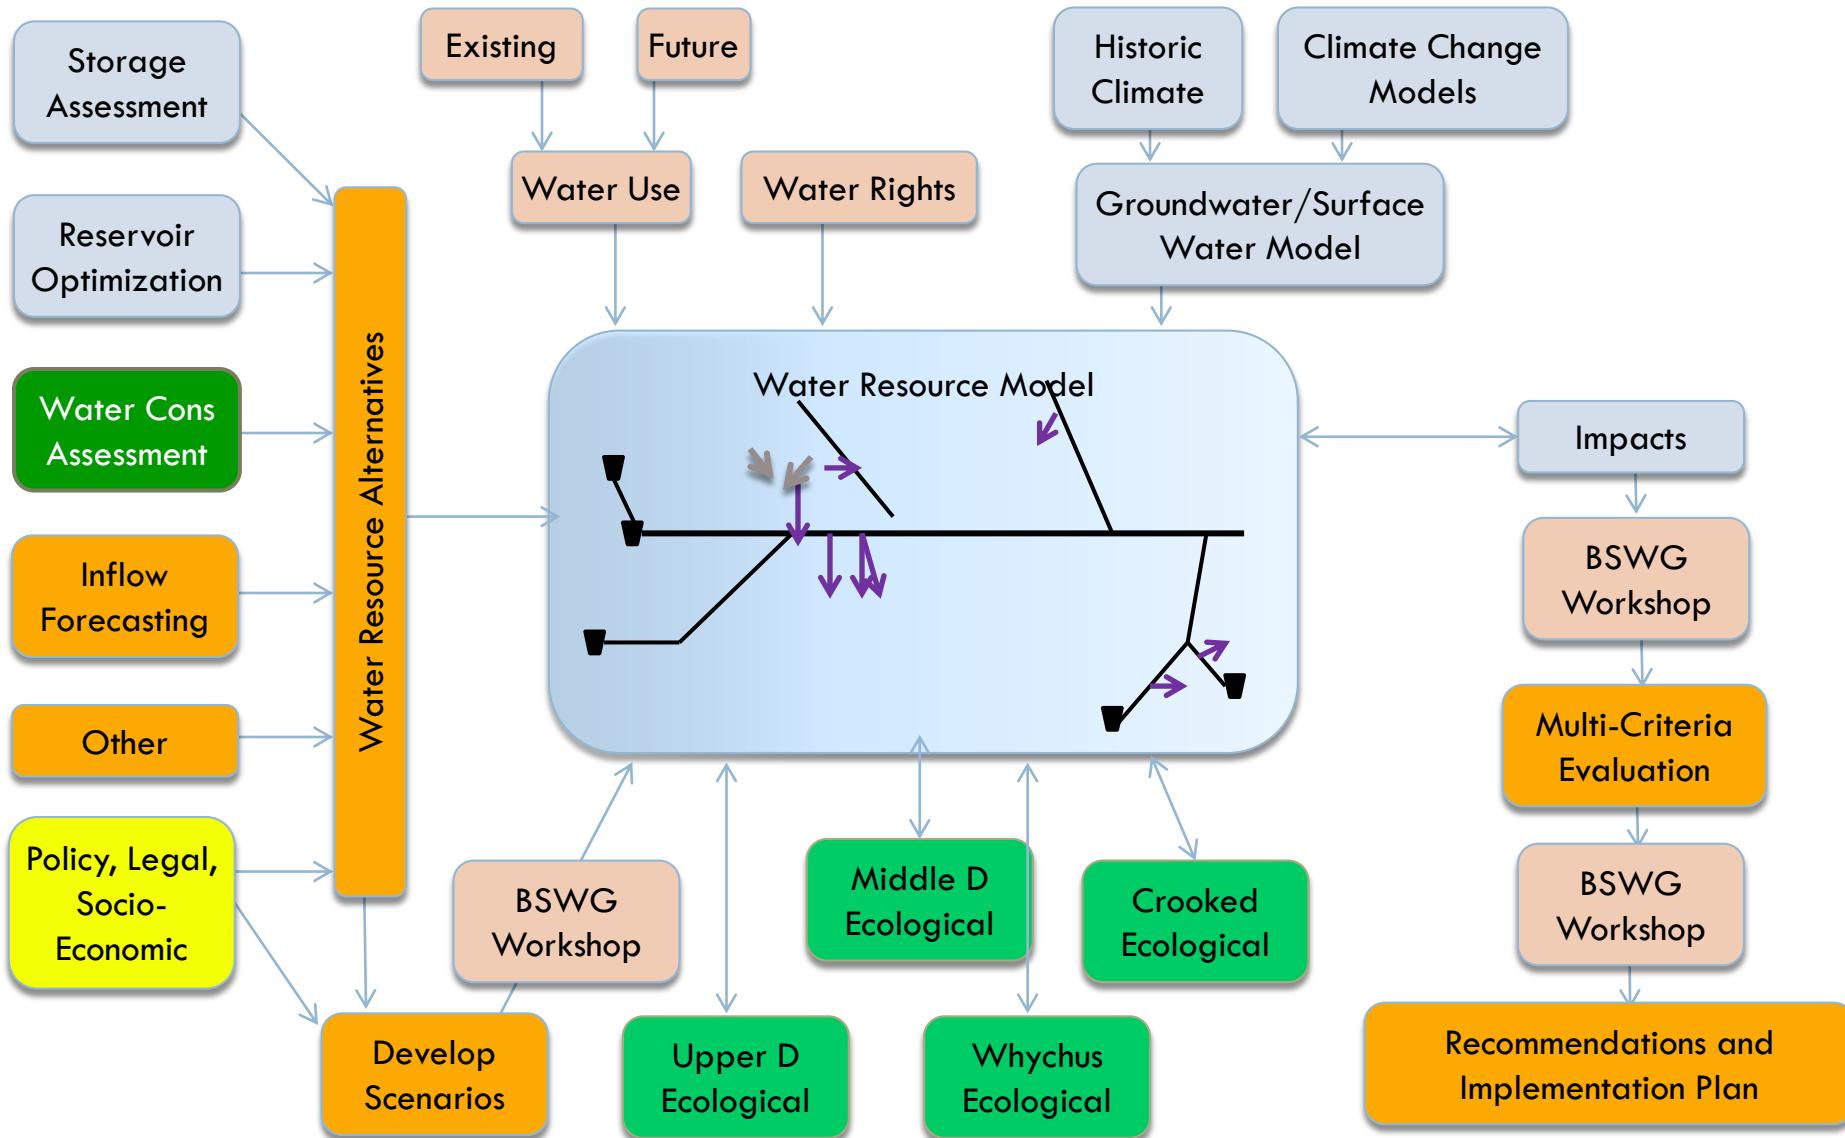 Storage
Assessment
Existing
Future
Historic
Climate
Climate Change
Models
Water Use
Water Rights
Groundwater/Surface
Water Model
Reservoir
Optimization
Water Cons
Assessment
Inflow
Forecasting
Other
Policy, Legal,
Socio-
Economic
Water Resource Alternatives
Water Resource Model
Impacts
BSWG
Workshop
Multi-Criteria
Evaluation
BSWG
Workshop
Recommendations and
Implementation Plan
BSWG
Workshop
Middle D
Ecological
Crooked
Ecological
Develop
Scenarios
Upper D
Ecological
Whychus
Ecological